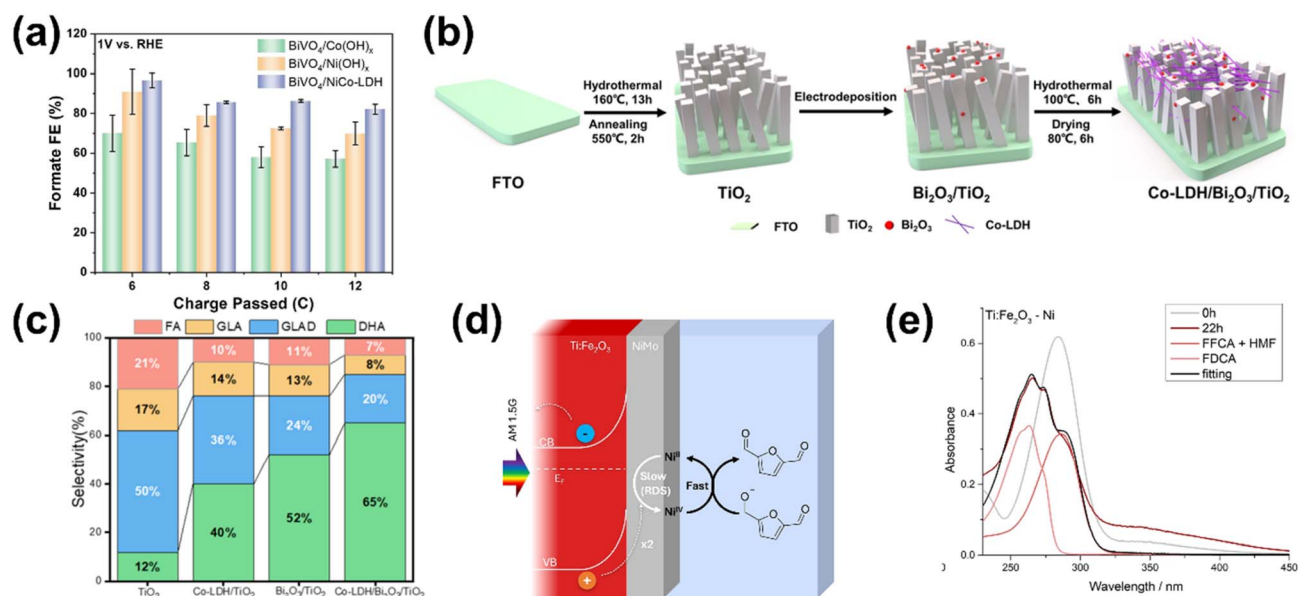 (a)
1V vs. RHE
BiVO₄/Co(OH)ₓ
BiVO₄/Ni(OH)ₓ
BiVO₄/NiCo-LDH
Formate FE (%)
120
100
80
60
40
20
0
6 8 10 12
Charge Passed (C)
(b)
Hydrothermal
160℃, 13h
Annealing
550℃, 2h
Electrodeposition
Hydrothermal
100℃, 6h
Drying
80℃, 6h
FTO
TiO₂
Bi₂O₃/TiO₂
Co-LDH/Bi₂O₃/TiO₂
FTO TiO₂ Bi₂O₃ Co-LDH
(c)
FA GLA GLAD DHA
Selectivity(%)
100
80
60
40
20
0
21% 10% 11% 7%
17% 14% 13% 8%
50% 36% 24% 20%
12% 40% 52% 65%
TiO₂ Co-LDH/TiO₂ Bi₂O₃/TiO₂ Co-LDH/Bi₂O₃/TiO₂
(d)
Ti:Fe₂O₃
NiMo
AM 1.5G
CB
-
E_F
Ni^II
Slow
(RDS)
Fast
Ni^IV
x2
VB
+
O
O
O
O⁻
O
O
(e)
Ti:Fe₂O₃ - Ni
0h
22h
FFCA + HMF
FDCA
fitting
Absorbance
0.6
0.4
0.2
0.0
0
250 300 350 400 450
Wavelength / nm